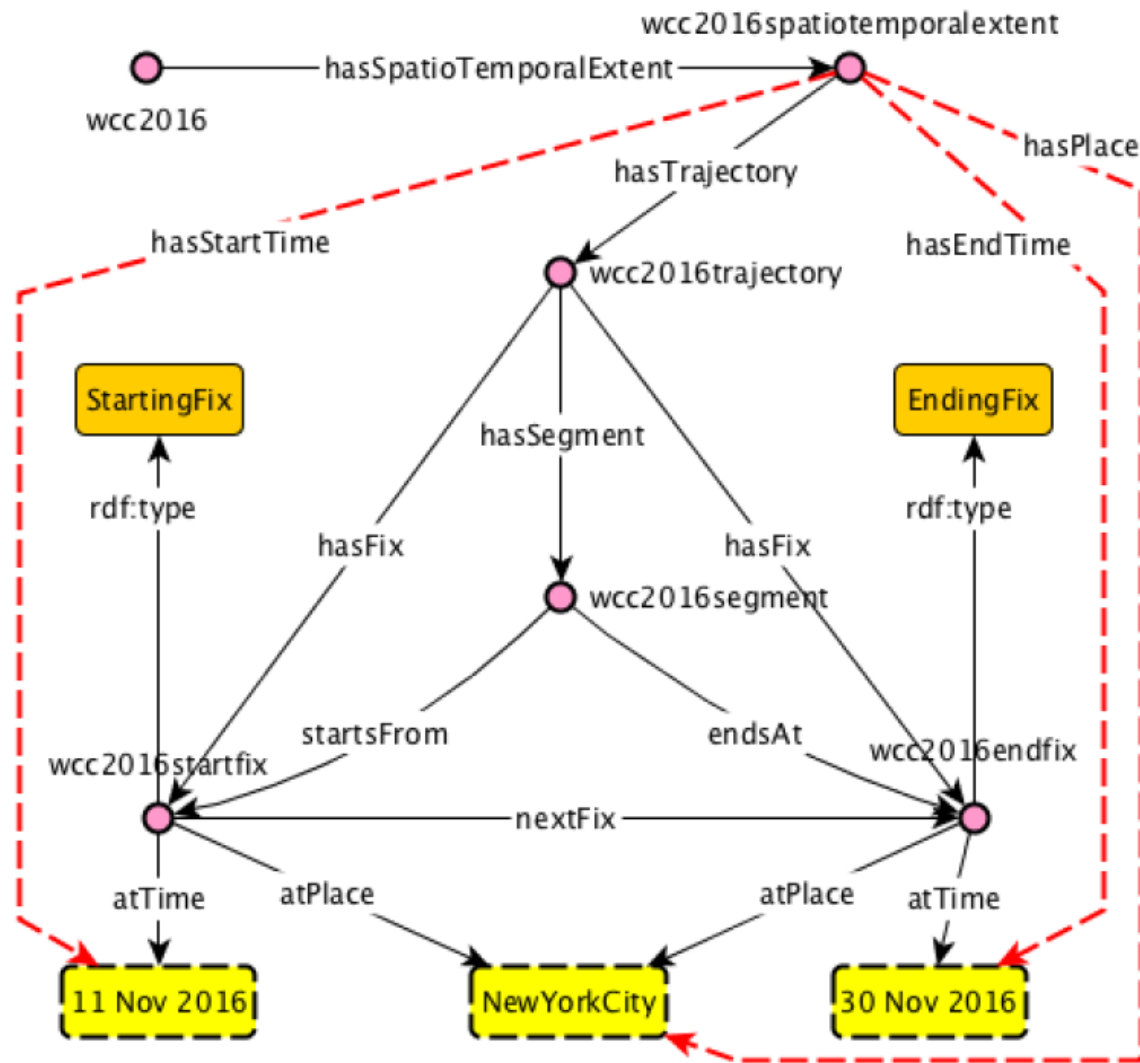 wcc2016spatiotemporalextent
hasSpatioTemporalExtent
wcc2016
hasPlace
hasTrajectory
hasStartTime
hasEndTime
wcc2016trajectory
StartingFix
EndingFix
hasSegment
rdf:type
rdf:type
hasFix
hasFix
wcc2016segment
startsFrom
endsAt
wcc2016startfix
wcc2016endfix
nextFix
atTime
atPlace
atPlace
atTime
11 Nov 2016
NewYorkCity
30 Nov 2016